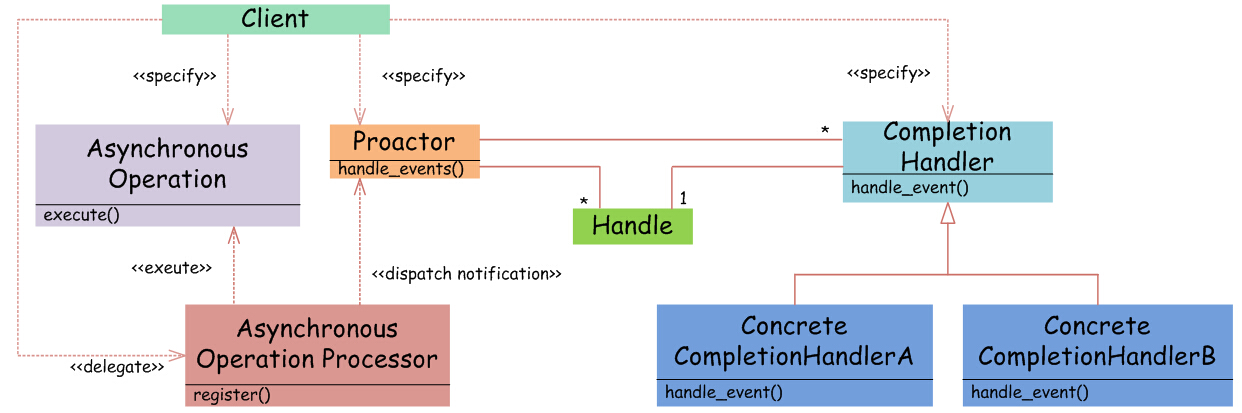 Client
<<specify>>
<<specify>>
<<specify>>
Asynchronous
Operation
execute()
Proactor
handle_events()
*
Completion
Handler
handle_event()
*
1
Handle
<<exeute>>
<<dispatch notification>>
Asynchronous
Operation Processor
register()
<<delegate>>
Concrete
CompletionHandlerA
handle_event()
Concrete
CompletionHandlerB
handle_event()